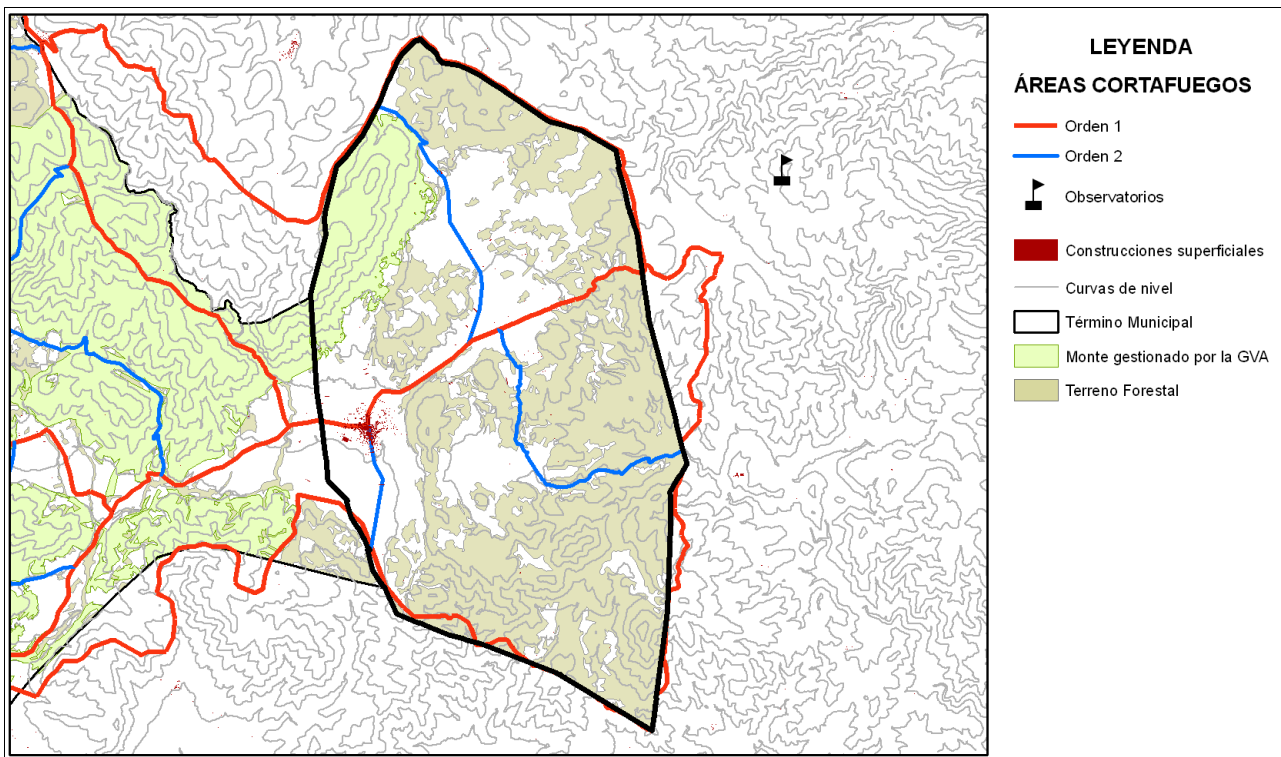 LEYENDA
ÁREAS CORTAFUEGOS
Orden 1
Orden 2
Observatorios
Construcciones superficiales
Curvas de nivel
Término Municipal
Monte gestionado por la GVA
Terreno Forestal